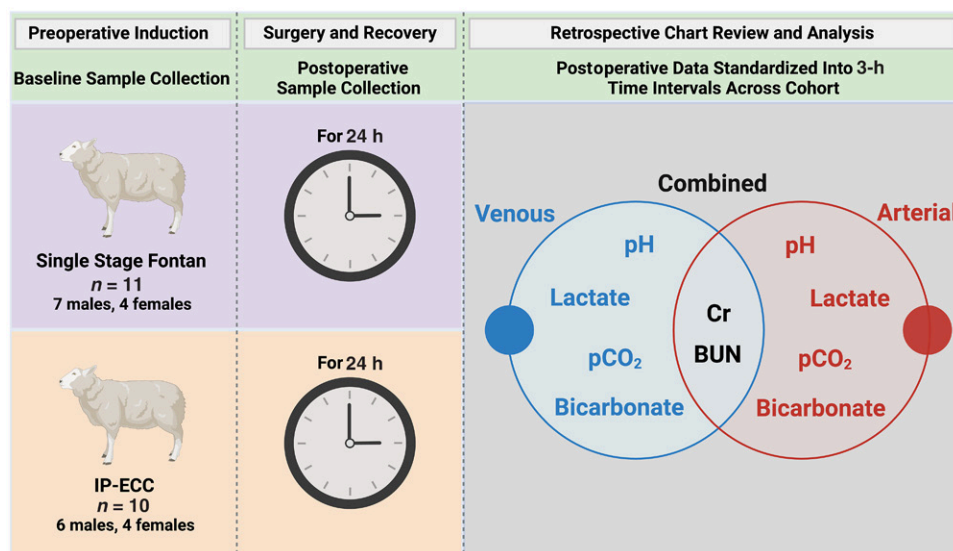 Preoperative Induction
Baseline Sample Collection
Single Stage Fontan
n = 11
7 males, 4 females
IP-ECC
n = 10
6 males, 4 females
Surgery and Recovery
Postoperative
Sample Collection
For 24 h
For 24 h
Retrospective Chart Review and Analysis
Postoperative Data Standardized Into 3-h
Time Intervals Across Cohort
Combined
Venous
Arterial
pH
Lactate
pCO₂
Bicarbonate
Cr
BUN
pH
Lactate
pCO₂
Bicarbonate